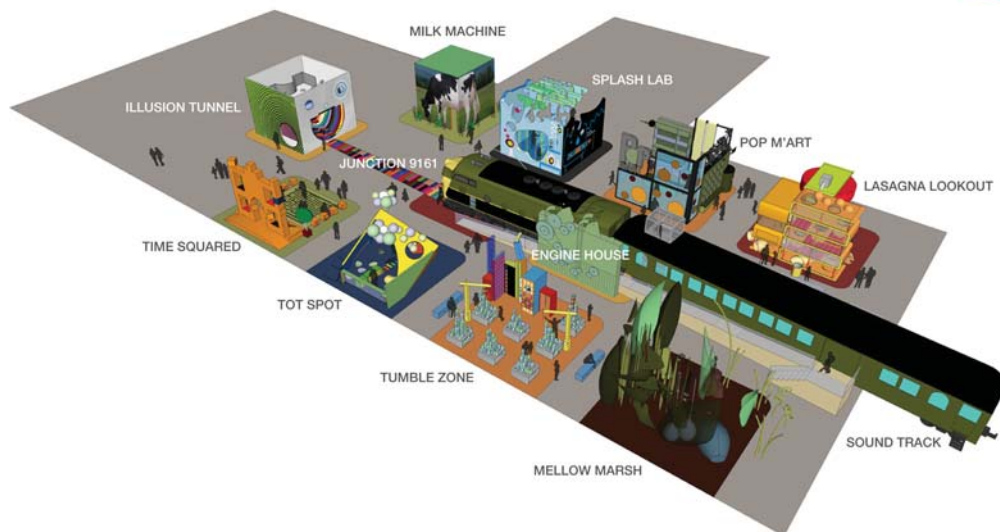 MILK MACHINE
SPLASH LAB
ILLUSION TUNNEL
POP M'ART
JUNCTION 9161
LASAGNA LOOKOUT
TIME SQUARED
ENGINE HOUSE
TOT SPOT
TUMBLE ZONE
SOUND TRACK
MELLOW MARSH